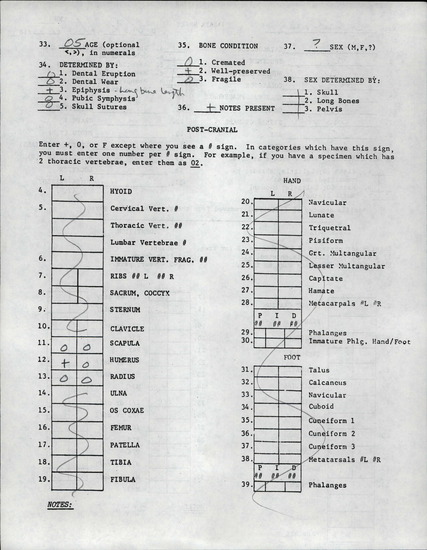 33. 05 AGE (optional 35. BONE CONDITION 37. ? SEX (M,F,?)
<,>), in numerals
34. DETERMINED BY: 0 1. Cremated
0 1. Dental Eruption + 2. Well-preserved
0 2. Dental Wear 0 3. Fragile 38. SEX DETERMINED BY:
+ 3. Epiphysis - long bone length 1. Skull
0 4. Pubic Symphysis 36. + NOTES PRESENT 2. Long Bones
0 5. Skull Sutures 3. Pelvis
POST-CRANIAL
Enter +, 0, or F except where you see a # sign. In categories which have this sign,
you must enter one number per # sign. For example, if you have a specimen which has
2 thoracic vertebrae, enter them as 02.
L R
4. HYOID
5. Cervical Vert. #
Thoracic Vert. ##
Lumbar Vertebrae #
6. IMMATURE VERT. FRAG. ##
7. RIBS ## L ## R
8. SACRUM, COCCYX
9. STERNUM
10. CLAVICLE
11. 0 0 SCAPULA
12. + 0 HUMERUS
13. 0 0 RADIUS
14. ULNA
15. OS COXAE
16. FEMUR
17. PATELLA
18. TIBIA
19. FIBULA
NOTES:
HAND
L R
20. Navicular
21. Lunate
22. Triquetral
23. Pisiform
24. Grt. Multangular
25. Lesser Multangular
26. Capitate
27. Hamate
28. Metacarpals #L #R
P I D
## ## ##
29. Phalanges
30. Immature Phlg. Hand/Foot
FOOT
31. Talus
32. Calcaneus
33. Navicular
34. Cuboid
35. Cuneiform 1
36. Cuneiform 2
37. Cuneiform 3
38. Metatarsals #L #R
P I D
## ## ##
39. Phalanges